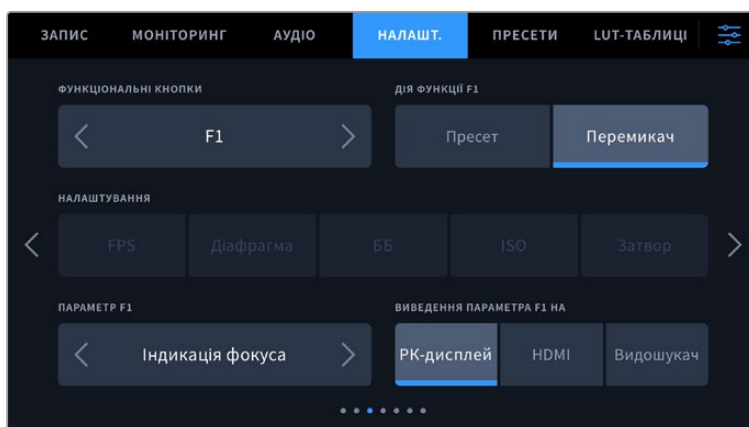 ЗАПИС МОНІТОРИНГ АУДІО НАЛАШТ. ПРЕСЕТИ LUT-ТАБЛИЦІ
ФУНКЦІОНАЛЬНІ КНОПКИ ДІЯ ФУНКЦІЇ F1
F1 Пресет Перемикач
НАЛАШТУВАННЯ
FPS Діафрагма ББ ISO Затвор
ПАРАМЕТР F1 ВИВЕДЕННЯ ПАРАМЕТРА F1 НА
Індикація фокуса РК-дисплей HDMI Видошукач